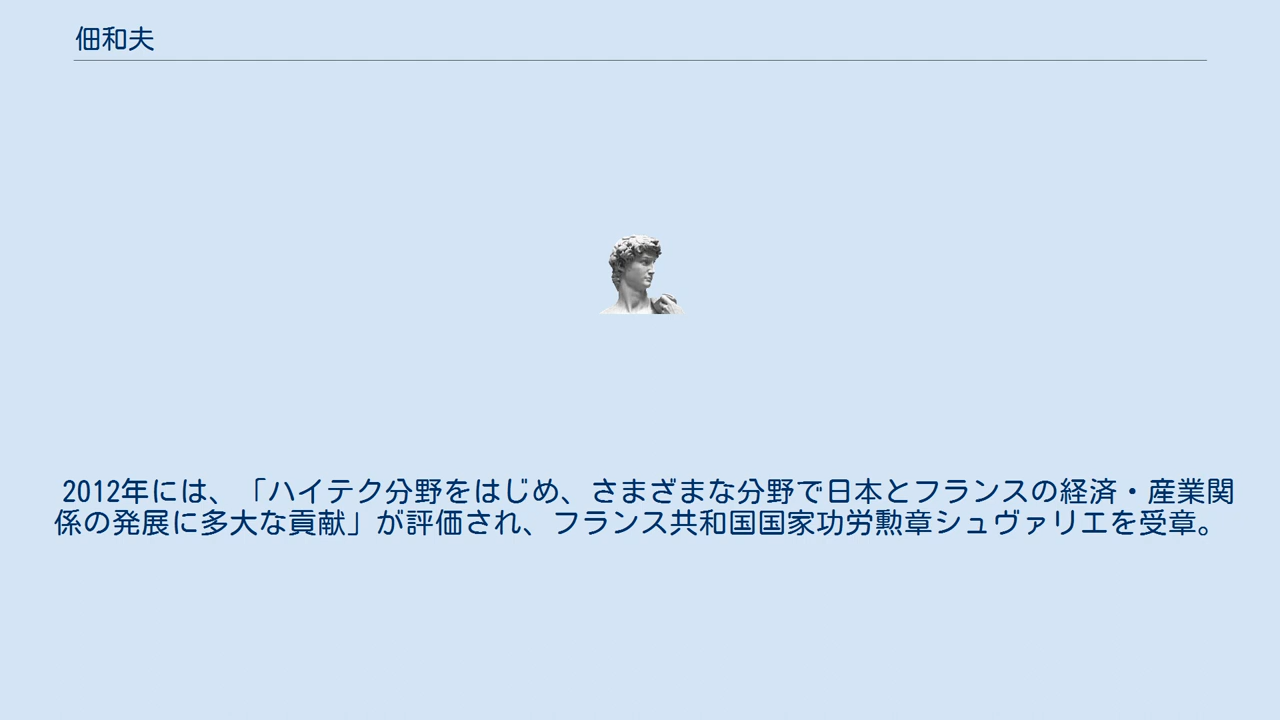 佃和夫
2012年には、「ハイテク分野をはじめ、さまざまな分野で日本とフランスの経済・産業関
係の発展に多大な貢献」が評価され、フランス共和国国家功労勲章シュヴァリエを受章。